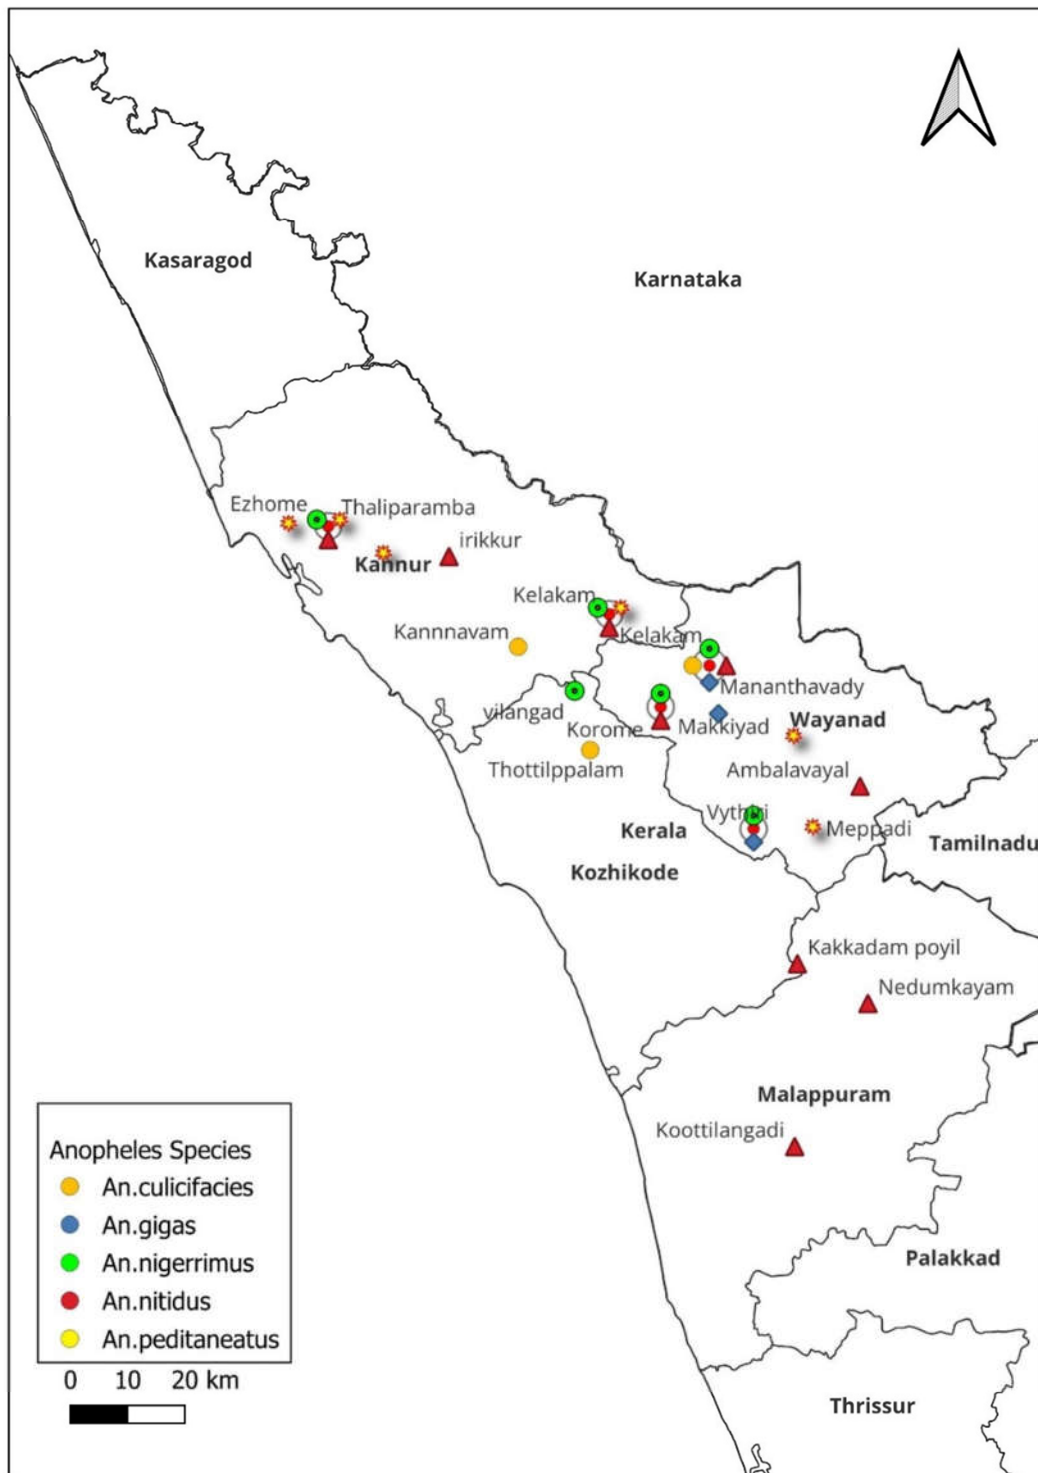 Kasaragod
Karnataka
Ezhome
Thaliparamba
irikkur
Kannur
Kelakam
Kannnavam
Kelakam
Mananthavady
vilangad
Korome
Makkiyad
Wayanad
Thottilppalam
Ambalavayal
Vythiri
Kerala
Meppadi
Tamilnadu
Kozhikode
Kakkadam poyil
Nedumkayam
Malappuram
Koottilangadi
Anopheles Species
An.culicifacies
An.gigas
An.nigerrimus
An.nitidus
An.peditaneatus
Palakkad
0 10 20 km
Thrissur